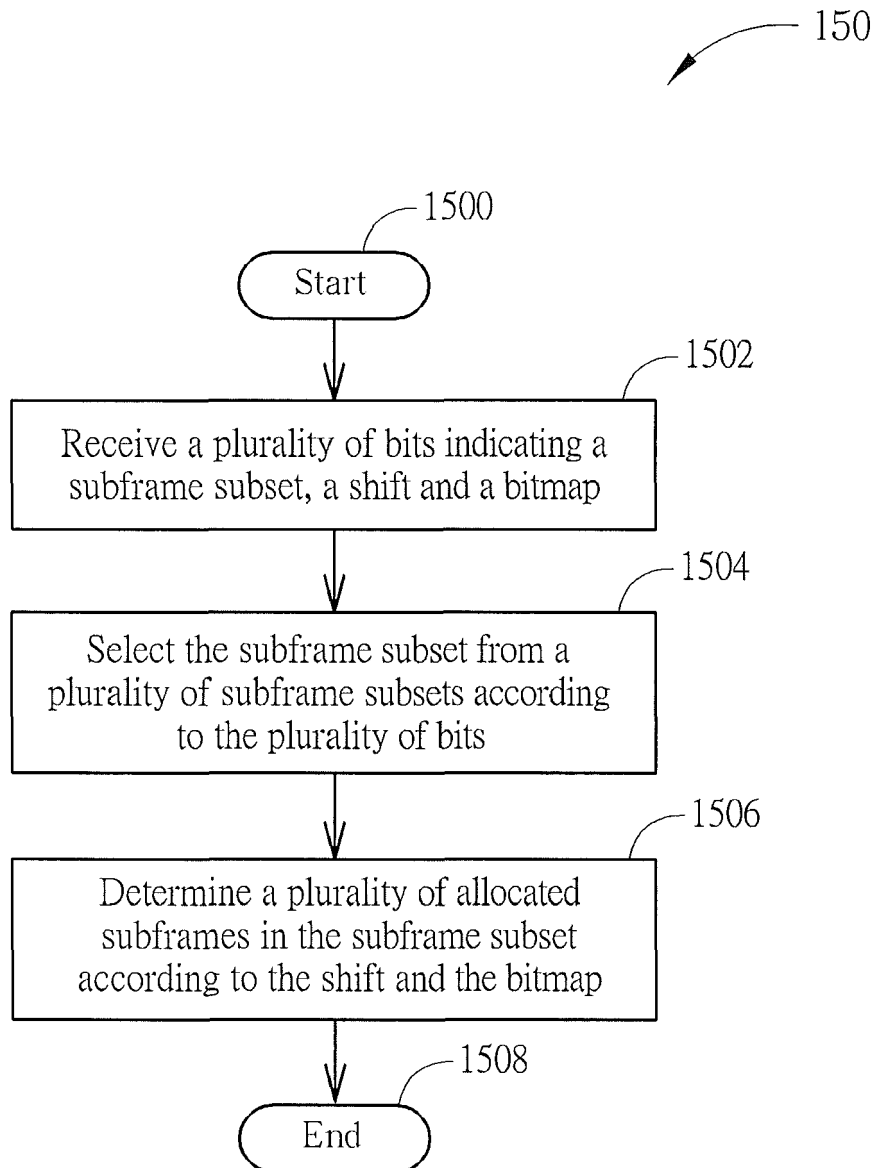 150
1500
Start
1502
Receive a plurality of bits indicating a
subframe subset, a shift and a bitmap
1504
Select the subframe subset from a
plurality of subframe subsets according
to the plurality of bits
1506
Determine a plurality of allocated
subframes in the subframe subset
according to the shift and the bitmap
1508
End